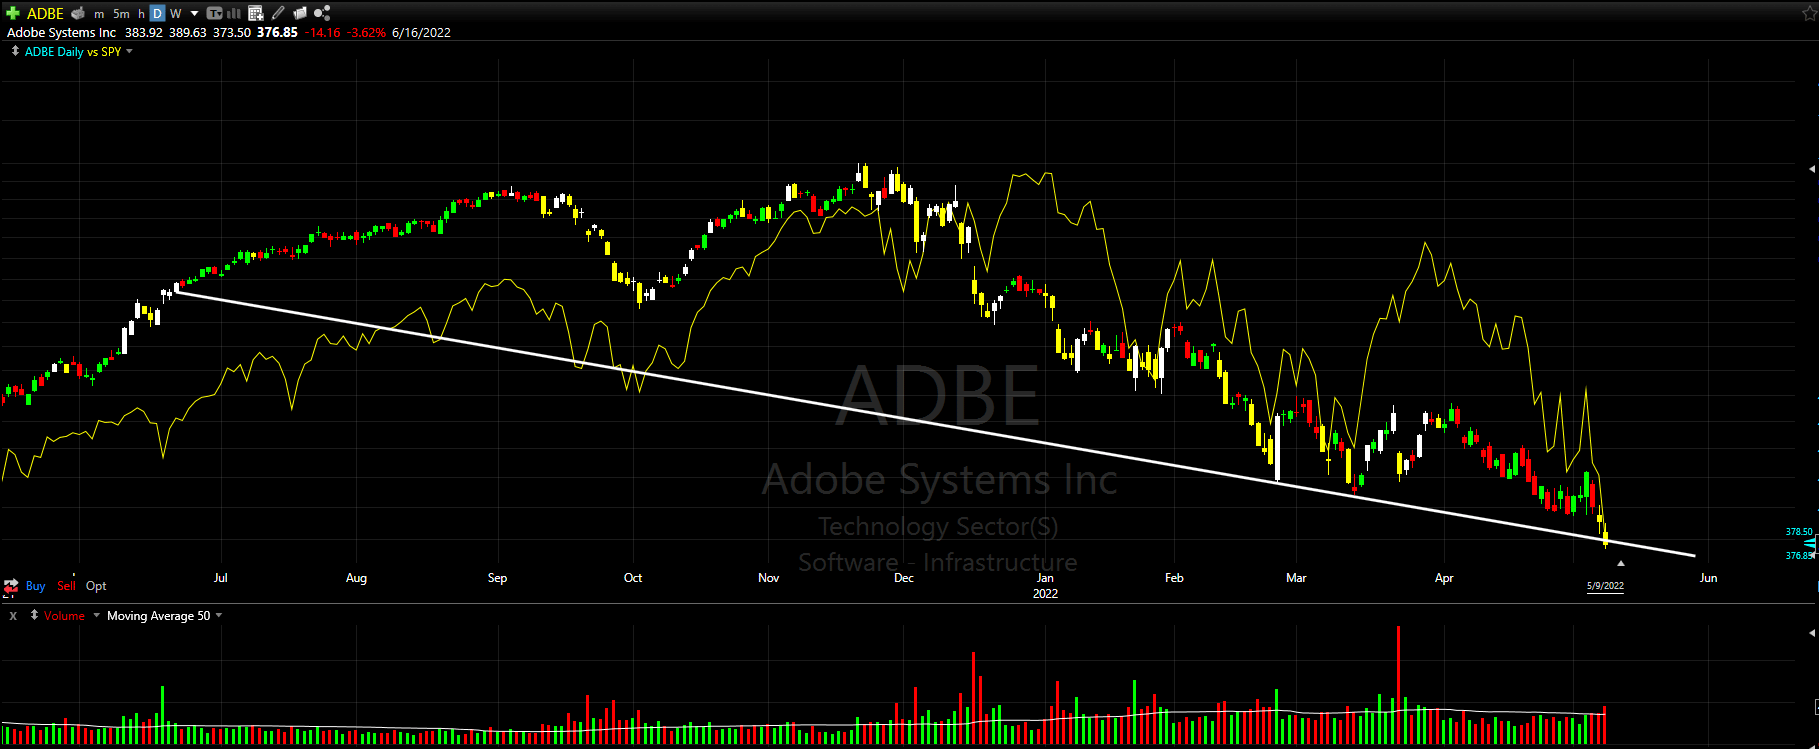 ADBE m 5m h D W T
Adobe Systems Inc 383.92 389.63 373.50 376.85 -14.16 -3.62% 6/16/2022
ADBE Daily vs SPY
ADBE
Adobe Systems Inc
Technology Sector(S)
Software - Infrastructure
378.50
376.85
Buy Sell Opt
Jul Aug Sep Oct Nov Dec Jan Feb Mar Apr 5/9/2022 Jun
2022
X Volume Moving Average 50